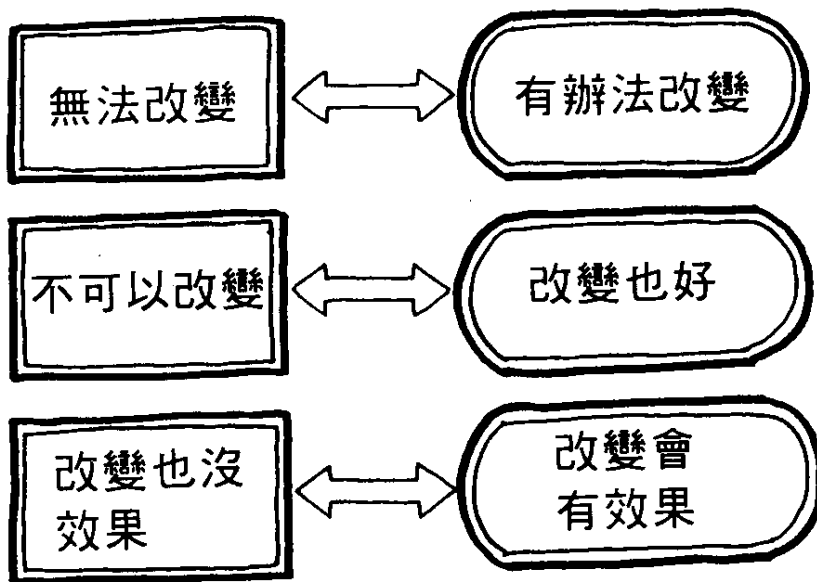 無法改變
有辦法改變
不可以改變
改變也好
改變也沒
效果
改變會
有效果